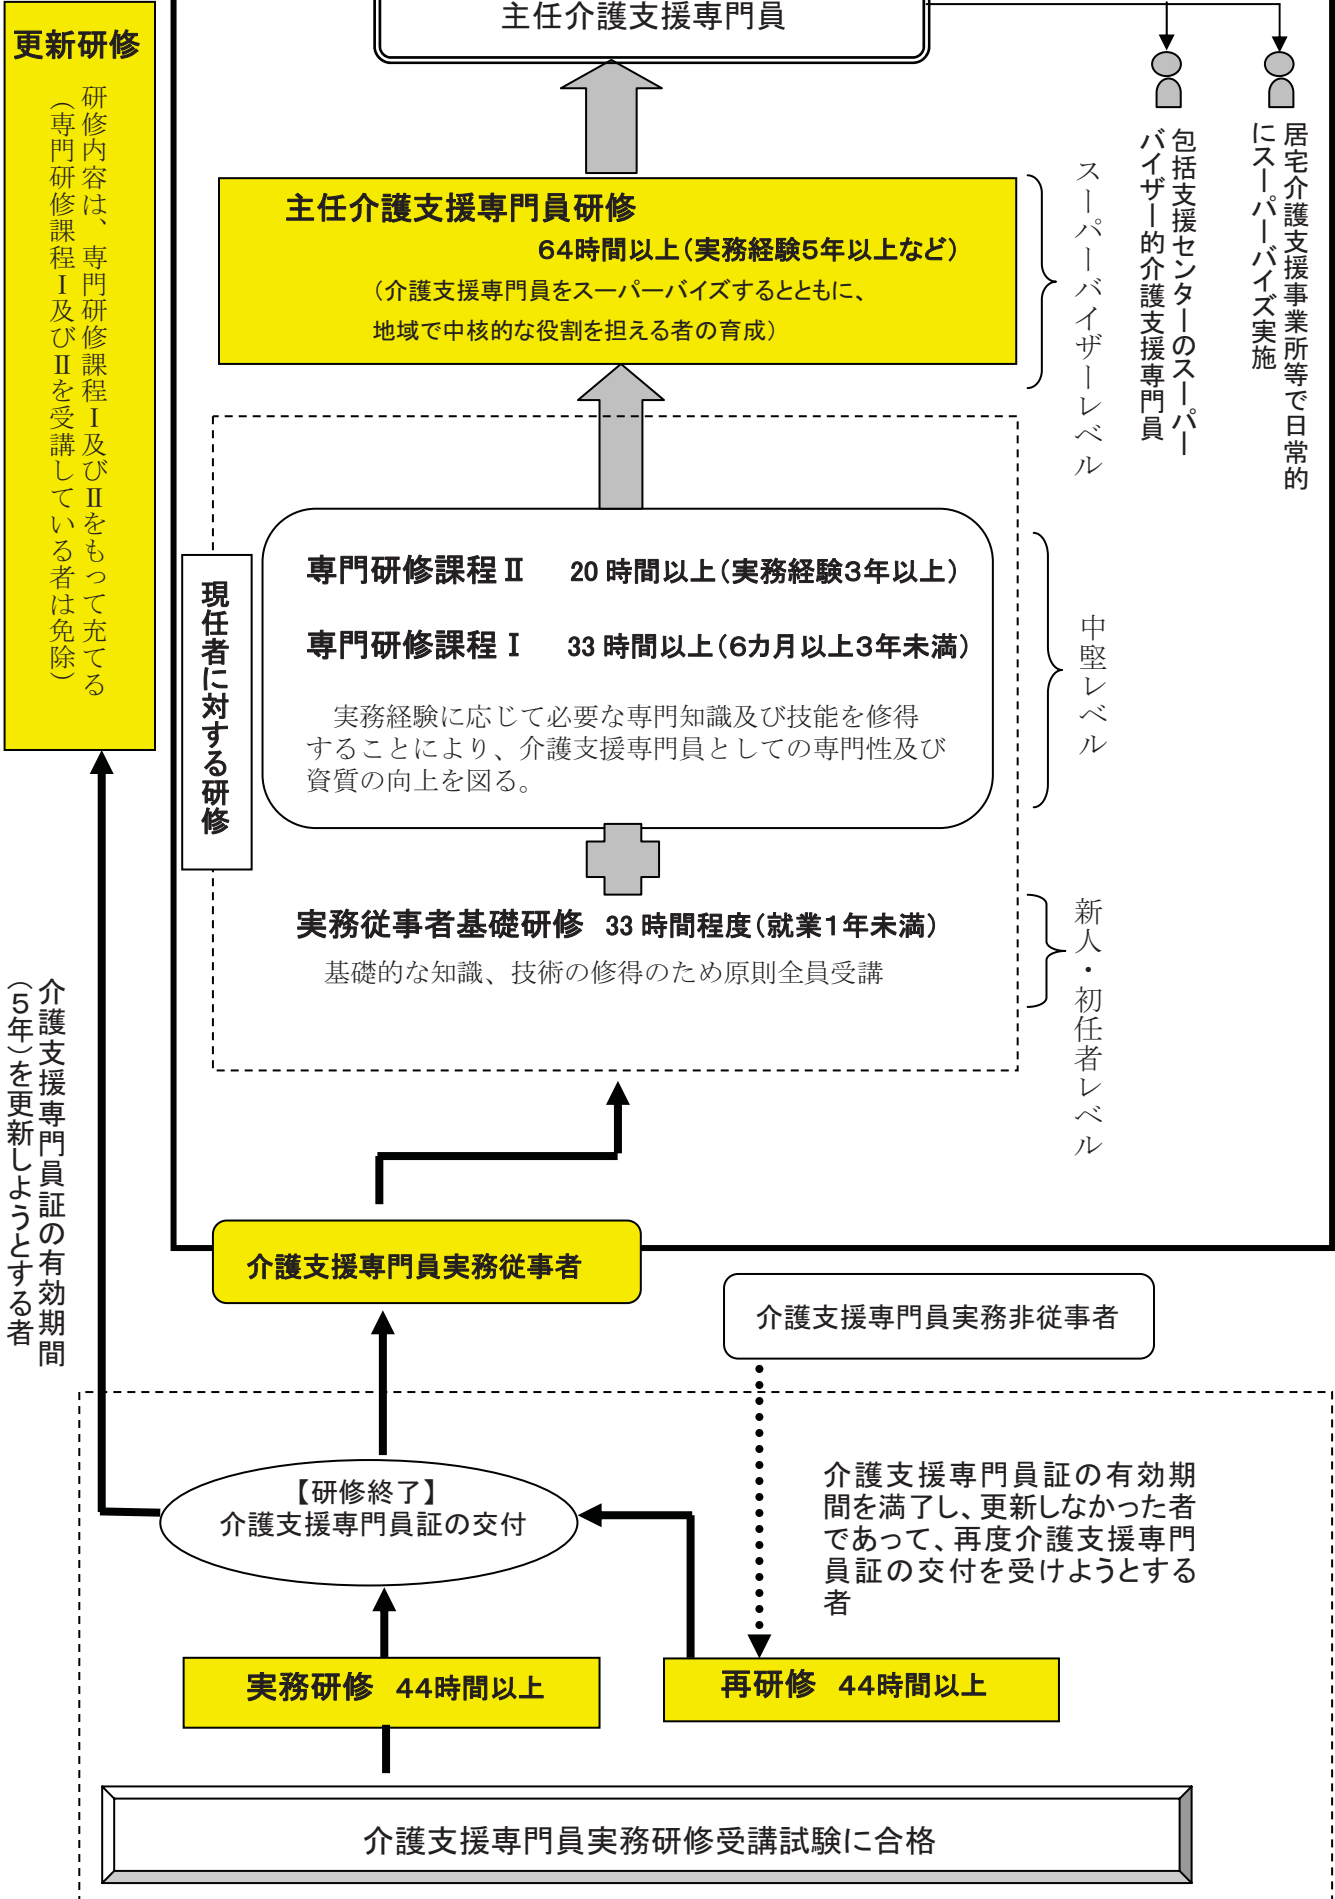 主任介護支援専門員
更新研修
研修内容は、専門研修課程Ⅰ及びⅡをもって充てる
（専門研修課程Ⅰ及びⅡを受講している者は免除）
包括支援センターのスーパー
バイザー的介護支援専門員
居宅介護支援事業所等で日常的
にスーパーバイズ実施
主任介護支援専門員研修
64時間以上（実務経験5年以上など）
（介護支援専門員をスーパーバイズするとともに、
地域で中核的な役割を担える者の育成）
スーパーバイザーレベル
現任者に対する研修
専門研修課程Ⅱ　20時間以上（実務経験3年以上）
専門研修課程Ⅰ　33時間以上（6カ月以上3年未満）
実務経験に応じて必要な専門知識及び技能を修得
することにより、介護支援専門員としての専門性及び
資質の向上を図る。
中堅レベル
実務従事者基礎研修　33時間程度（就業1年未満）
基礎的な知識、技術の修得のため原則全員受講
新人・初任者レベル
介護支援専門員証の有効期間
（5年）を更新しようとする者
介護支援専門員実務従事者
介護支援専門員実務非従事者
【研修終了】
介護支援専門員証の交付
介護支援専門員証の有効期
間を満了し、更新しなかった者
であって、再度介護支援専門
員証の交付を受けようとする
者
実務研修　44時間以上
再研修　44時間以上
介護支援専門員実務研修受講試験に合格